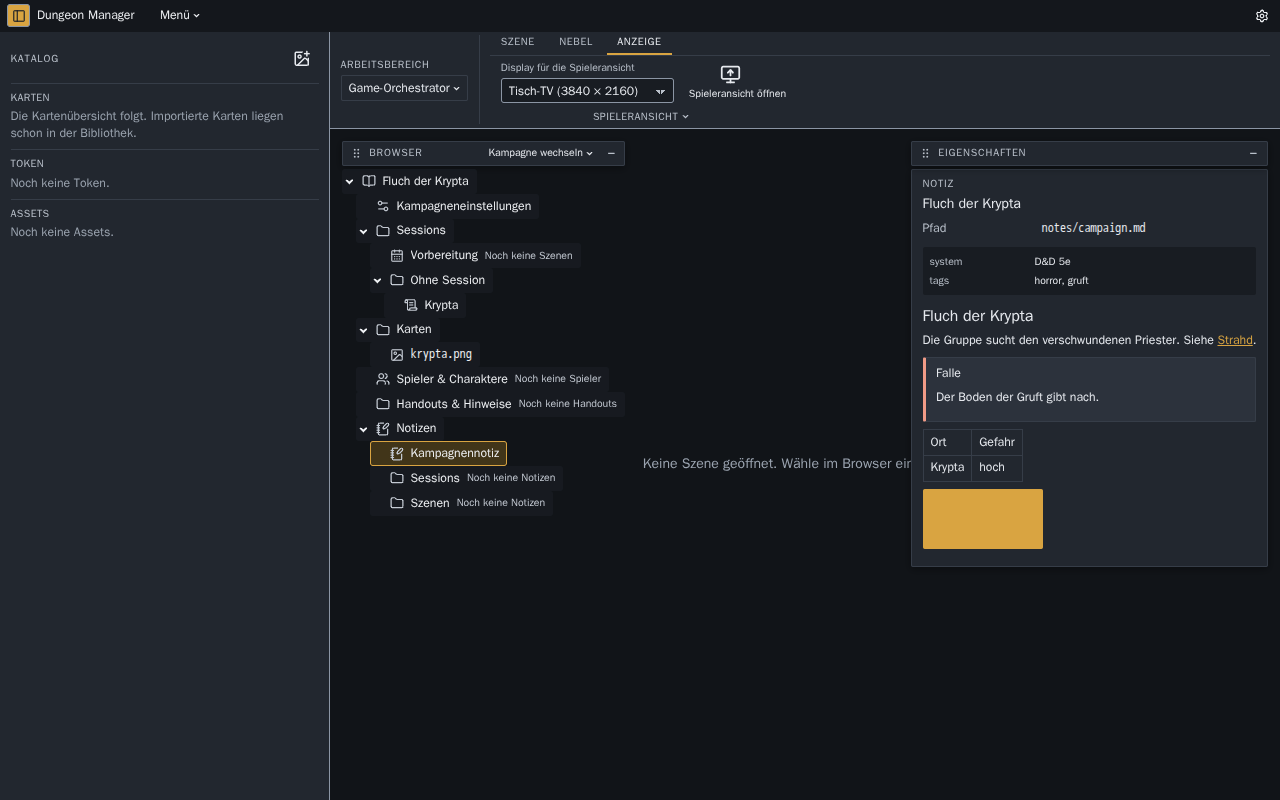 Dungeon Manager
Menü
KATALOG
KARTEN
Die Kartenübersicht folgt. Importierte Karten liegen
schon in der Bibliothek.
TOKEN
Noch keine Token.
ASSETS
Noch keine Assets.
ARBEITSBEREICH
Game-Orchestrator
SZENE NEBEL ANZEIGE
Display für die Spieleransicht
Tisch-TV (3840 × 2160)
Spieleransicht öffnen
SPIELERANSICHT
BROWSER Kampagne wechseln
Fluch der Krypta
Kampagneneinstellungen
Sessions
Vorbereitung Noch keine Szenen
Ohne Session
Krypta
Karten
krypta.png
Spieler & Charaktere Noch keine Spieler
Handouts & Hinweise Noch keine Handouts
Notizen
Kampagnennotiz
Sessions Noch keine Notizen
Szenen Noch keine Notizen
Keine Szene geöffnet. Wähle im Browser
EIGENSCHAFTEN
NOTIZ
Fluch der Krypta
Pfad notes/campaign.md
system D&D 5e
tags horror, gruft
Fluch der Krypta
Die Gruppe sucht den verschwundenen Priester. Siehe Strahd.
Falle
Der Boden der Gruft gibt nach.
Ort Gefahr
Krypta hoch